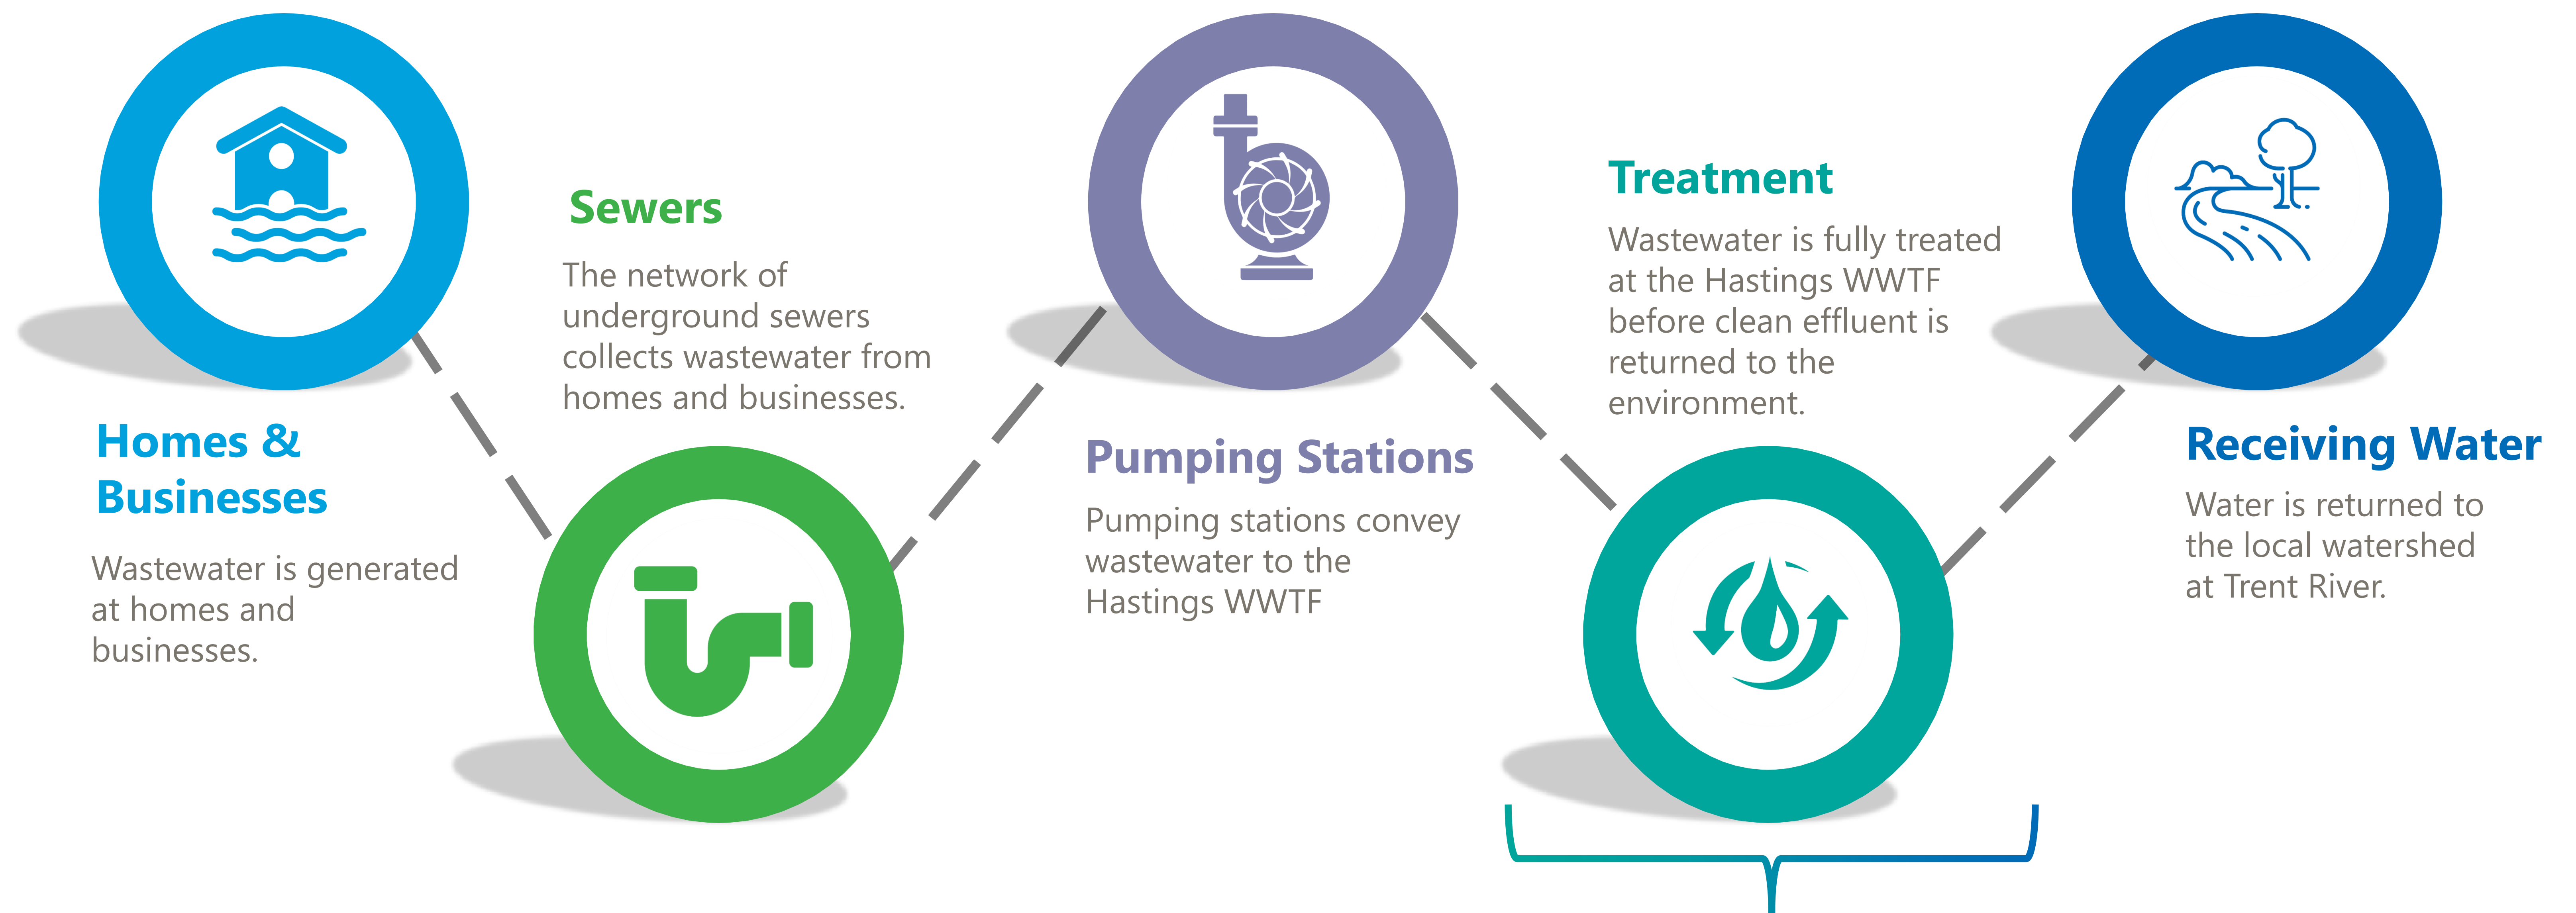 Homes &
Businesses
Wastewater is generated
at homes and
businesses.
Sewers
The network of
underground sewers
collects wastewater from
homes and businesses.
Pumping Stations
Pumping stations convey
wastewater to the
Hastings WWTF
Treatment
Wastewater is fully treated
at the Hastings WWTF
before clean effluent is
returned to the
environment.
Receiving Water
Water is returned to
the local watershed
at Trent River.